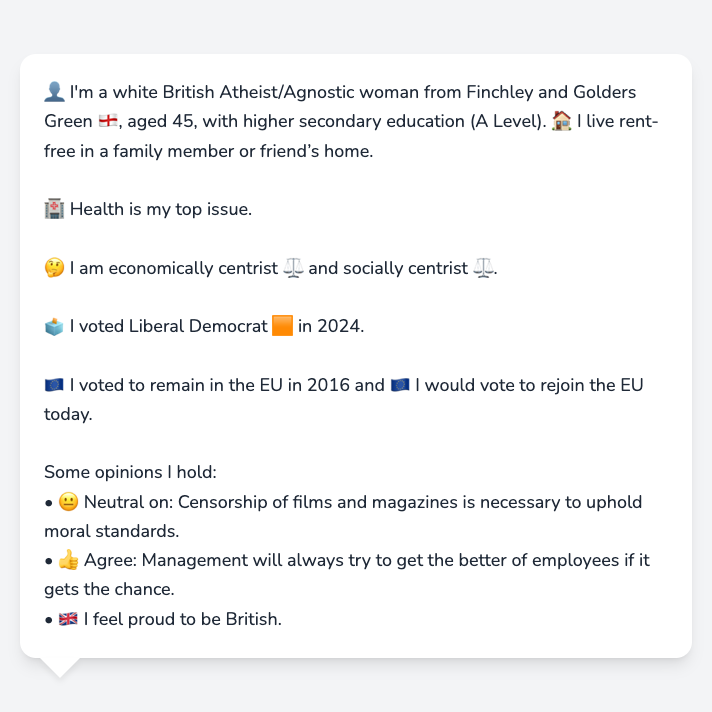 👤 I'm a white British Atheist/Agnostic woman from Finchley and Golders
Green 🏴󠁧󠁢󠁥󠁮󠁧󠁿, aged 45, with higher secondary education (A Level). 🏠 I live rent-
free in a family member or friend’s home.
🏥 Health is my top issue.
🤔 I am economically centrist ⚖️ and socially centrist ⚖️.
🗳️ I voted Liberal Democrat 🟧 in 2024.
🇪🇺 I voted to remain in the EU in 2016 and 🇪🇺 I would vote to rejoin the EU
today.
Some opinions I hold:
• 😐 Neutral on: Censorship of films and magazines is necessary to uphold
moral standards.
• 👍 Agree: Management will always try to get the better of employees if it
gets the chance.
• 🇬🇧 I feel proud to be British.